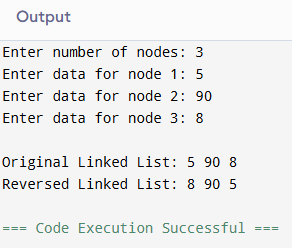 Output
Enter number of nodes: 3
Enter data for node 1: 5
Enter data for node 2: 90
Enter data for node 3: 8
Original Linked List: 5 90 8
Reversed Linked List: 8 90 5
=== Code Execution Successful ===